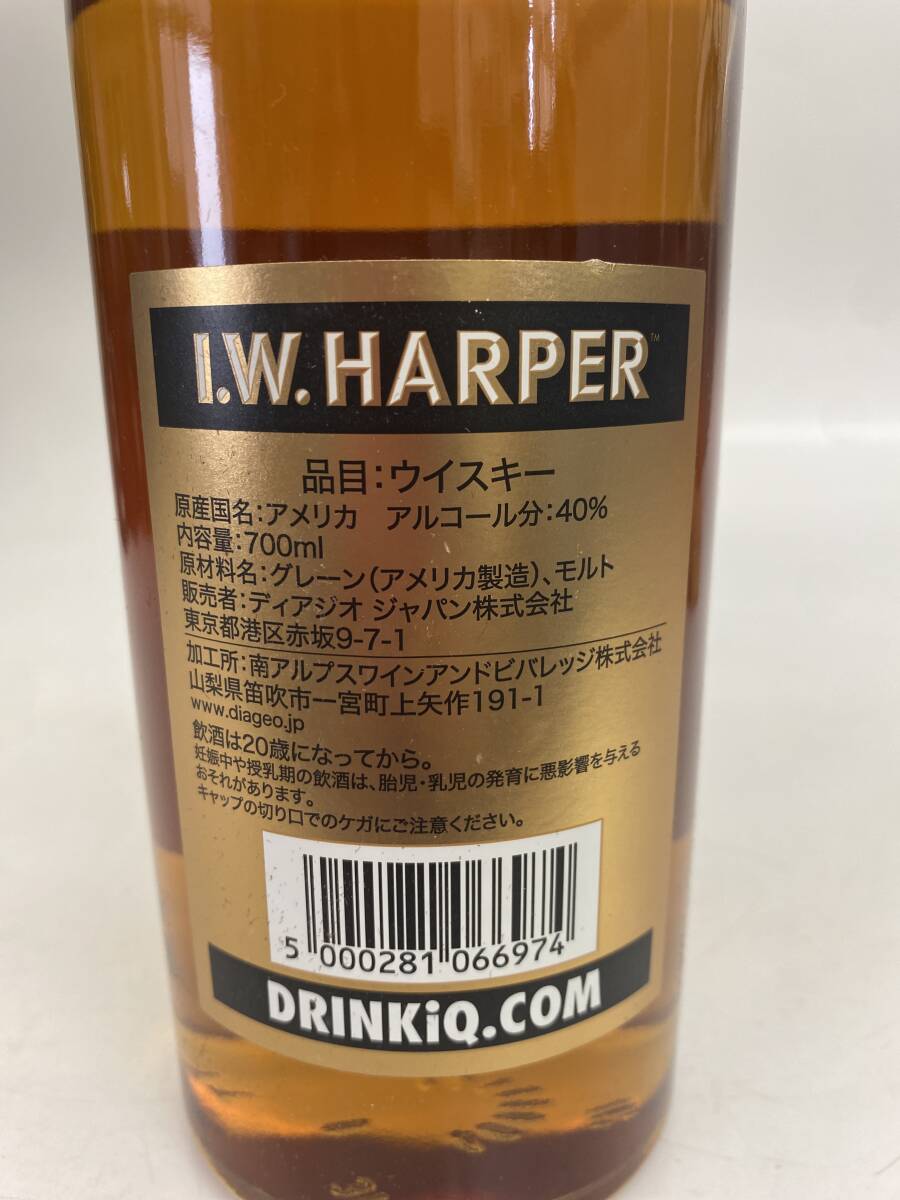 I.W.HARPER™
品目:ウイスキー
原産国名:アメリカ アルコール分:40%
内容量:700ml
原材料名:グレーン(アメリカ製造)、モルト
販売者:ディアジオ ジャパン株式会社
東京都港区赤坂9-7-1
加工所:南アルプスワインアンドビバレッジ株式会社
山梨県笛吹市一宮町上矢作191-1
www.diageo.jp
飲酒は20歳になってから。
妊娠中や授乳期の飲酒は、胎児・乳児の発育に悪影響を与える
おそれがあります。
キャップの切り口でのケガにご注意ください。
5 000281 066974
DRINKiQ.COM